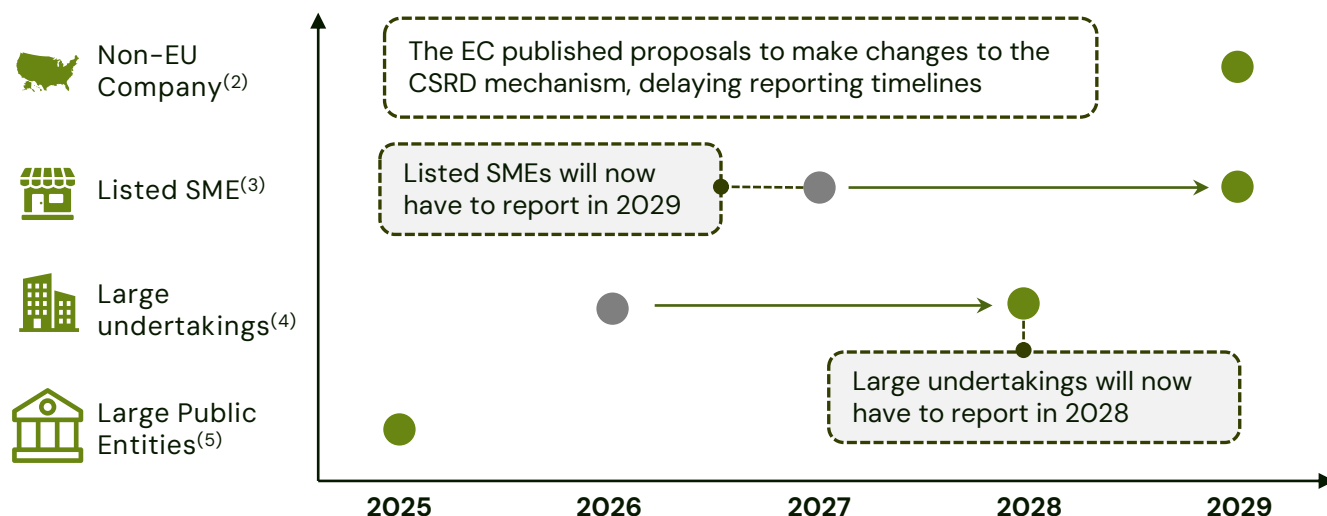 Non-EU
Company(2)
The EC published proposals to make changes to the
CSRD mechanism, delaying reporting timelines
Listed SME(3)
Listed SMEs will now
have to report in 2029
Large
undertakings(4)
Large undertakings will now
have to report in 2028
Large Public
Entities(5)
2025 2026 2027 2028 2029